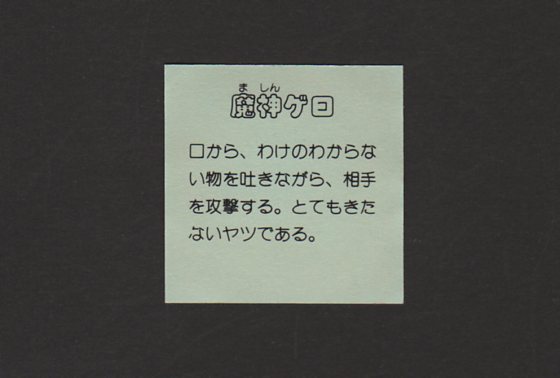 ましん
魔神ゲロ
口から、わけのわからな
い物を吐きながら、相手
を攻撃する。とてもきた
ないヤツである。